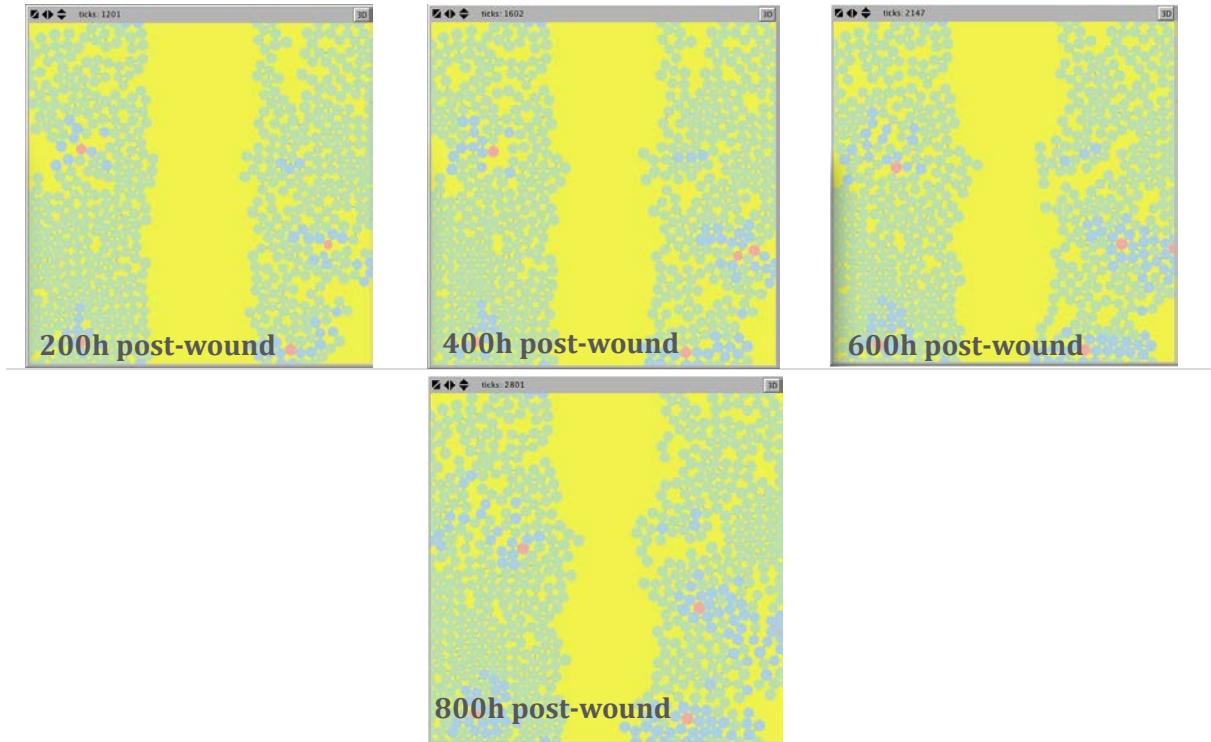 ticks: 1201
3D
ticks: 1602
3D
ticks: 2147
3D
200h post-wound
400h post-wound
600h post-wound
ticks: 2801
3D
800h post-wound